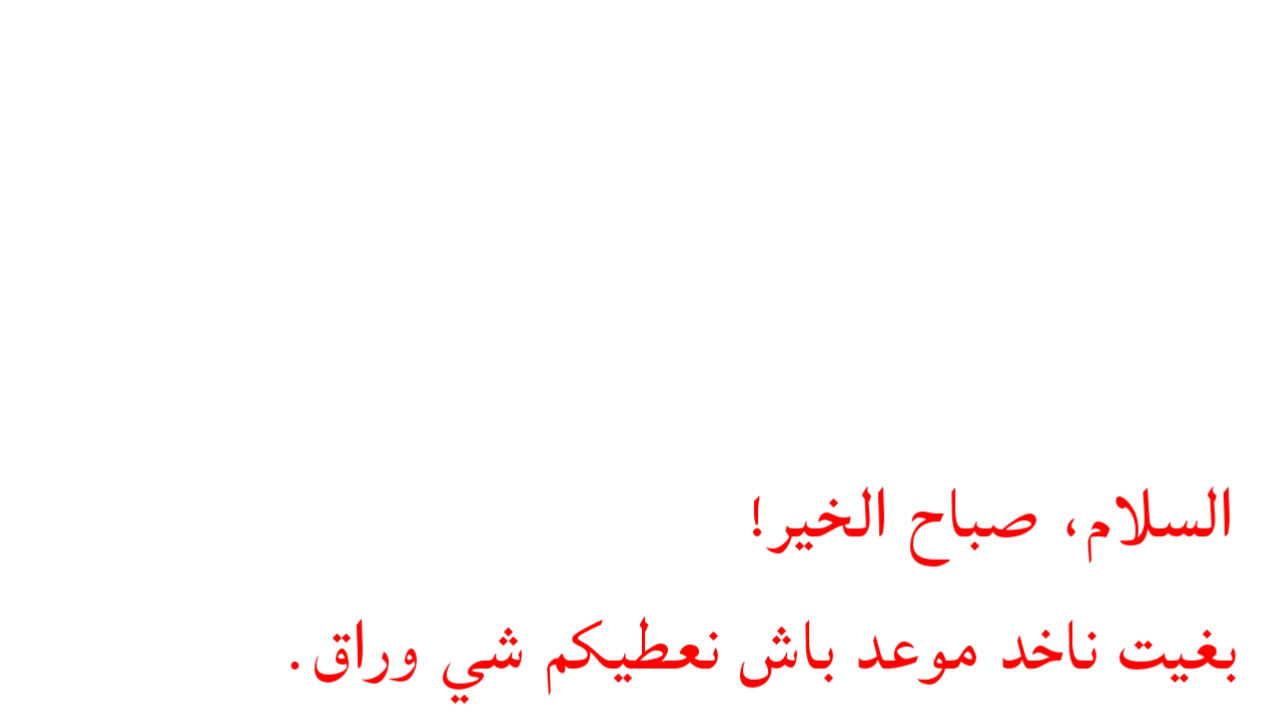 السلام، صباح الخير!
بغيت ناخد موعد باش نعطيكم شي وراق.